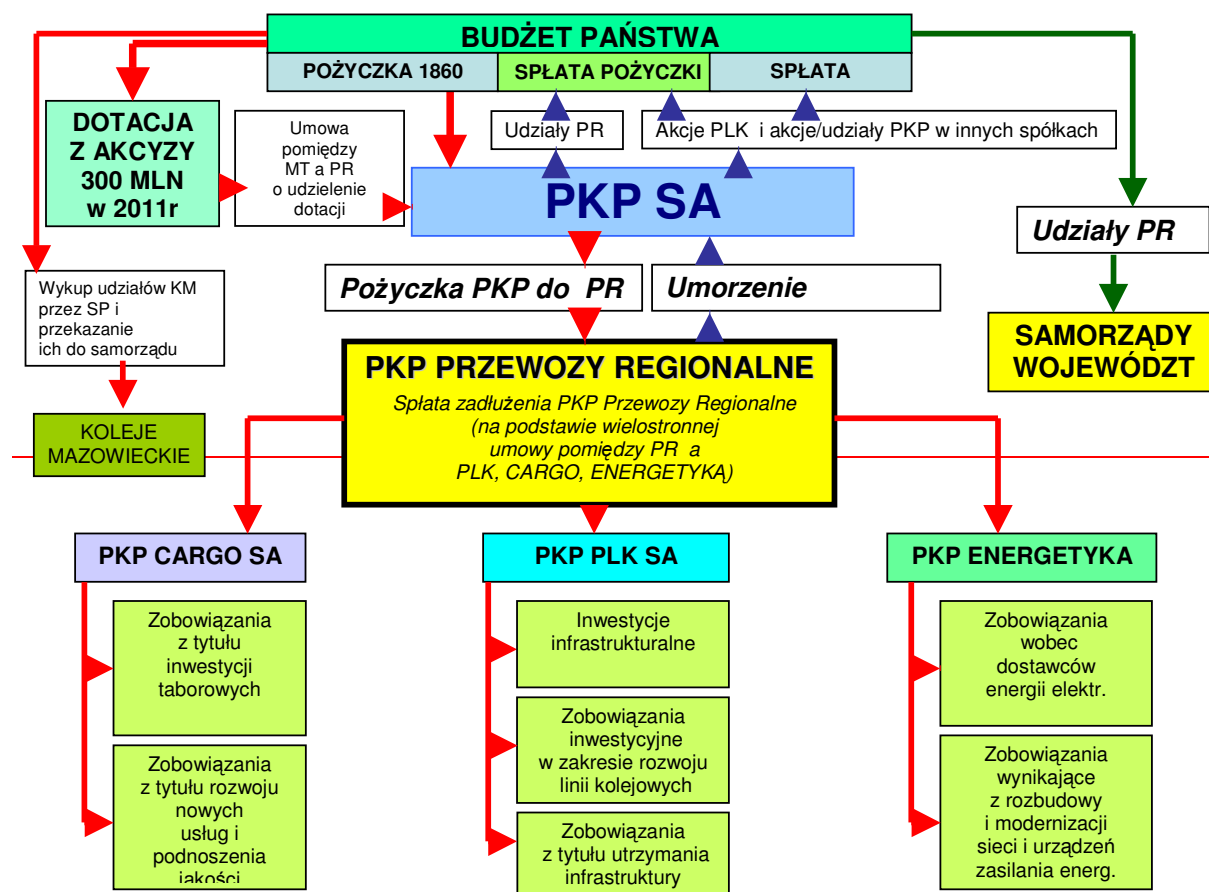 BUDŻET PAŃSTWA
POŻYCZKA 1860
SPŁATA POŻYCZKI
SPŁATA
DOTACJA
Z AKCYZY
300 MLN
w 2011r
Umowa
pomiędzy
MT a PR
o udzielenie
dotacji
Udziały PR
Akcje PLK i akcje/udziały PKP w innych spółkach
PKP SA
Udziały PR
Wykup udziałów KM
przez SP i
przekazanie
ich do samorządu
Pożyczka PKP do PR
Umorzenie
SAMORZĄDY
WOJEWÓDZT
PKP PRZEWOZY REGIONALNE
Spłata zadłużenia PKP Przewozy Regionalne
(na podstawie wielostronnej
umowy pomiędzy PR a
PLK, CARGO, ENERGETYKĄ)
KOLEJE
MAZOWIECKIE
PKP CARGO SA
PKP PLK SA
PKP ENERGETYKA
Zobowiązania
z tytułu
inwestycji
taborowych
Zobowiązania
z tytułu rozwoju
nowych
usług i
podnoszenia
jakości
Inwestycje
infrastrukturalne
Zobowiązania
inwestycyjne
w zakresie rozwoju
linii kolejowych
Zobowiązania
z tytułu utrzymania
infrastruktury
Zobowiązania
wobec
dostawców
energii elektr.
Zobowiązania
wynikające
z rozbudowy
i modernizacji
sieci i urządzeń
zasilania energ.